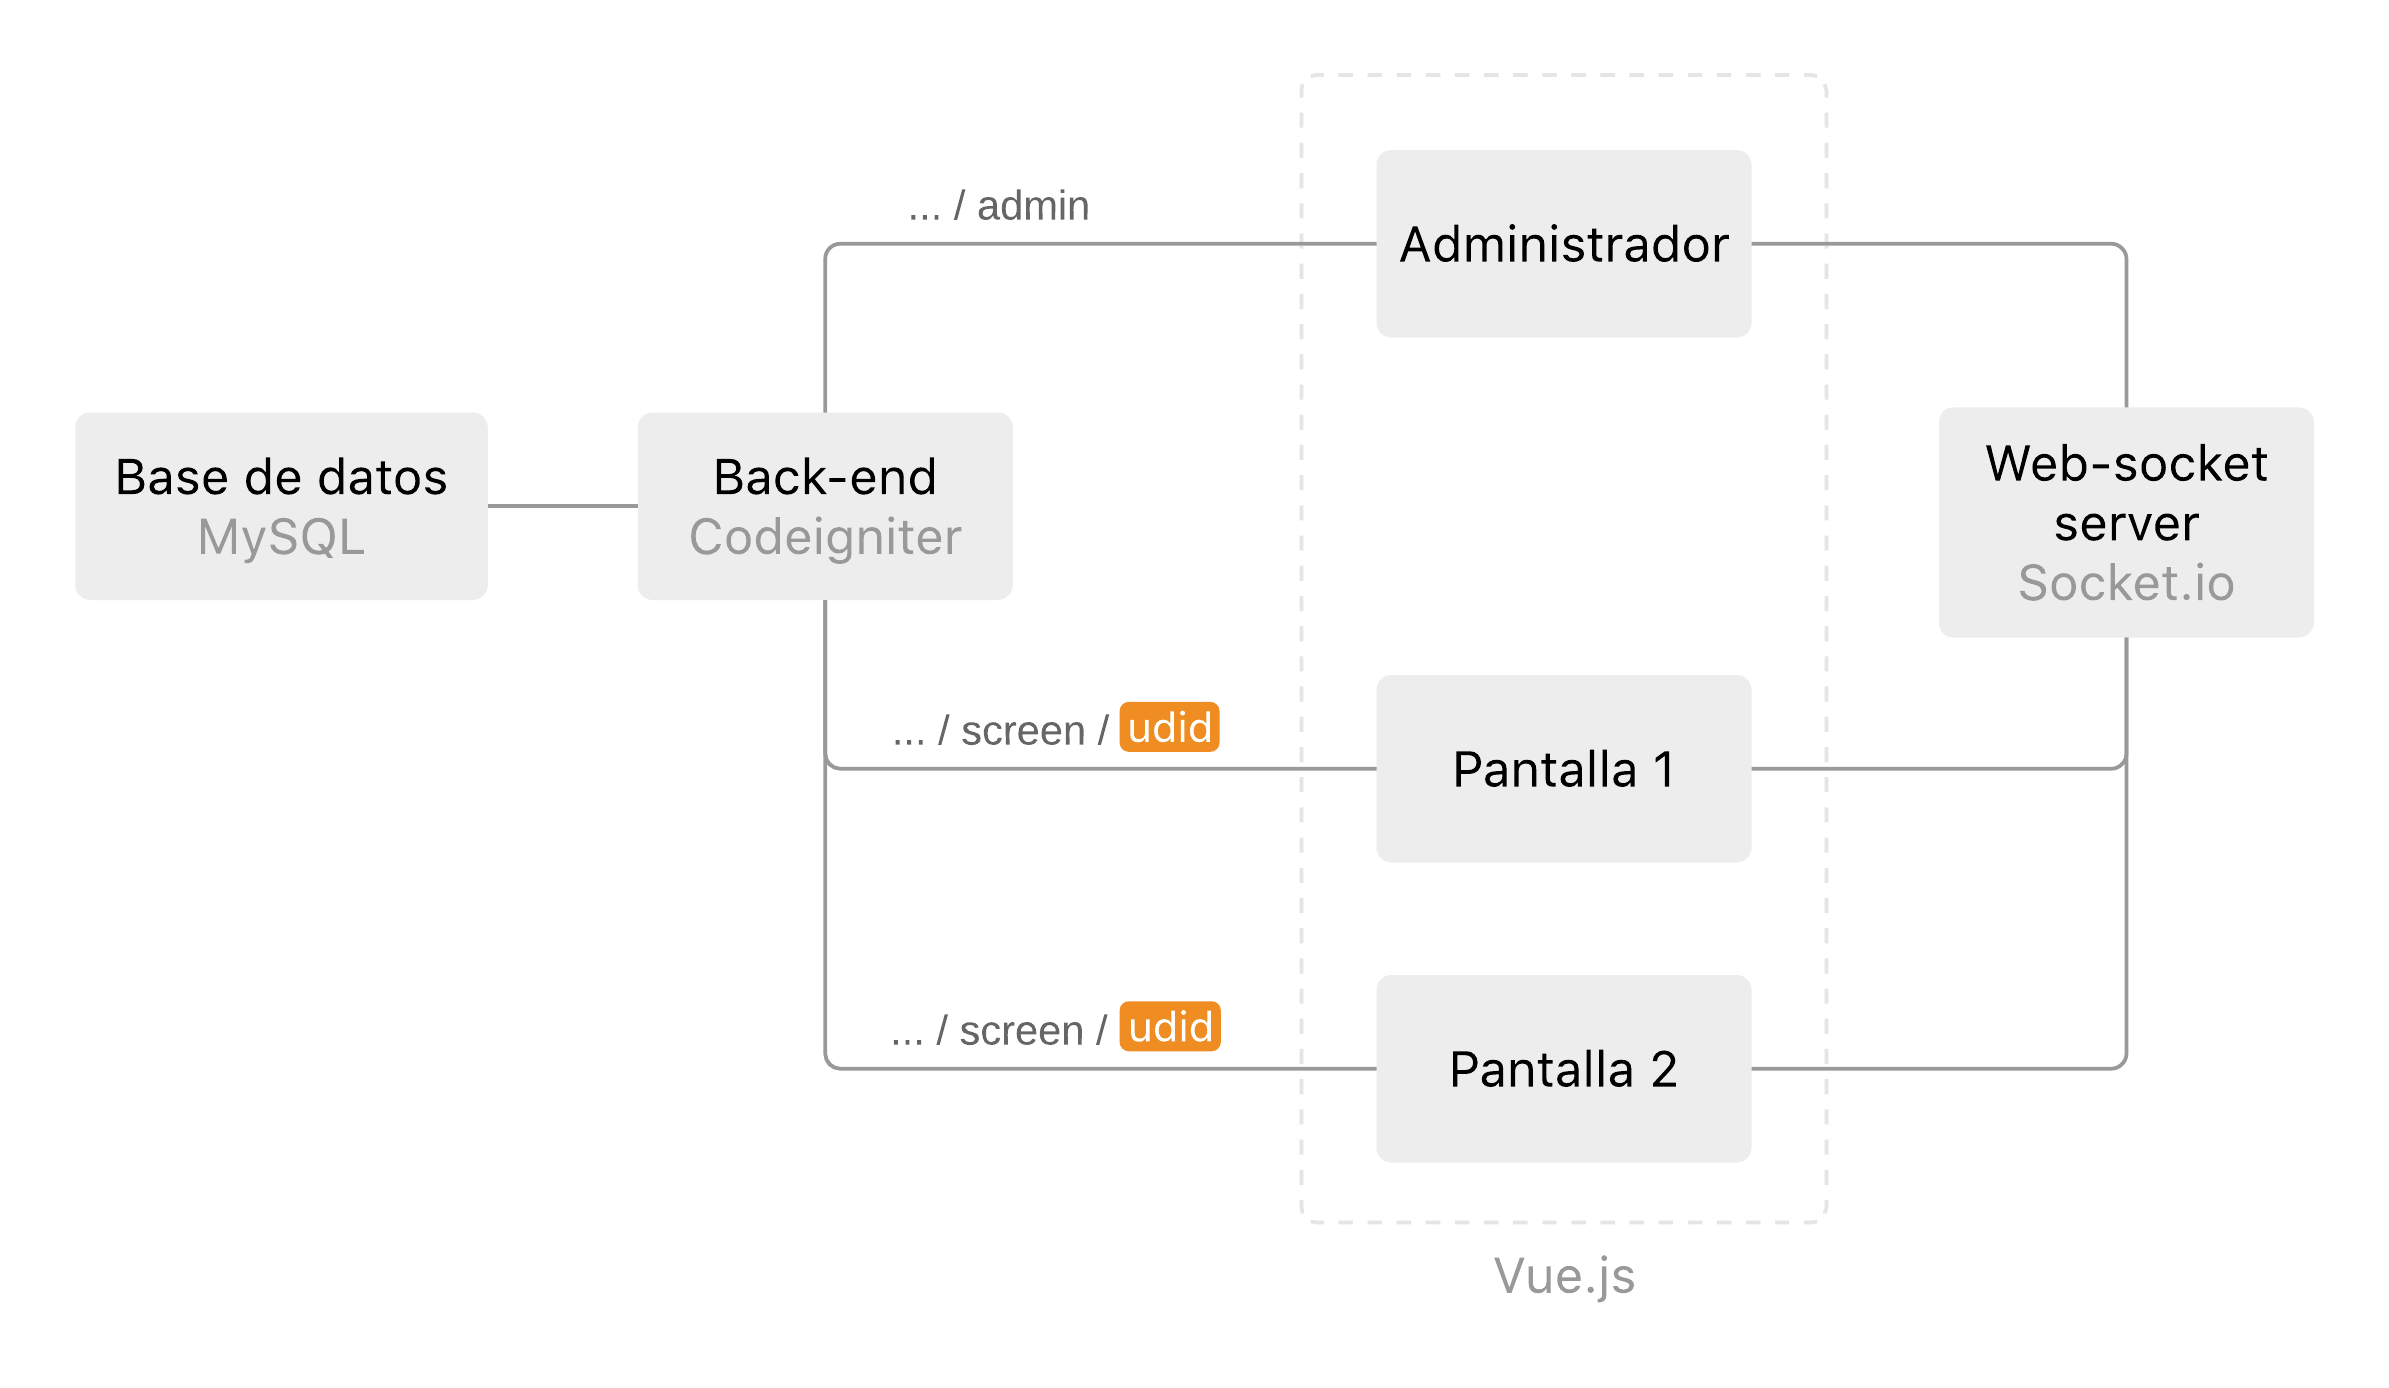 ... / admin
Administrador
Base de datos
MySQL
Back-end
Codeigniter
Web-socket
server
Socket.io
... / screen / udid
Pantalla 1
... / screen / udid
Pantalla 2
Vue.js